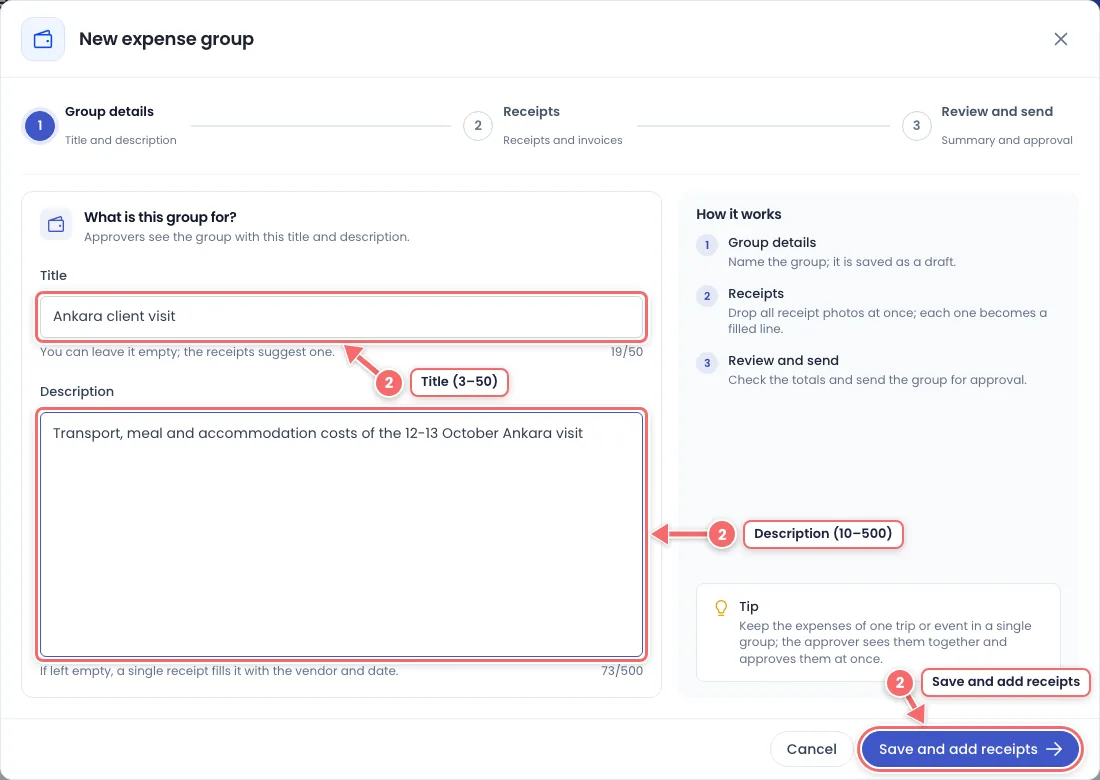 New expense group
1
Group details
Title and description
2
Receipts
Receipts and invoices
3
Review and send
Summary and approval
What is this group for?
Approvers see the group with this title and description.
Title
Ankara client visit
You can leave it empty; the receipts suggest one.
19/50
2
Title (3–50)
Description
Transport, meal and accommodation costs of the 12-13 October Ankara visit
2
Description (10–500)
If left empty, a single receipt fills it with the vendor and date.
73/500
How it works
1
Group details
Name the group; it is saved as a draft.
2
Receipts
Drop all receipt photos at once; each one becomes a
filled line.
3
Review and send
Check the totals and send the group for approval.
Tip
Keep the expenses of one trip or event in a single
group; the approver sees them together and
approves them at once.
2
Save and add receipts
Cancel
Save and add receipts